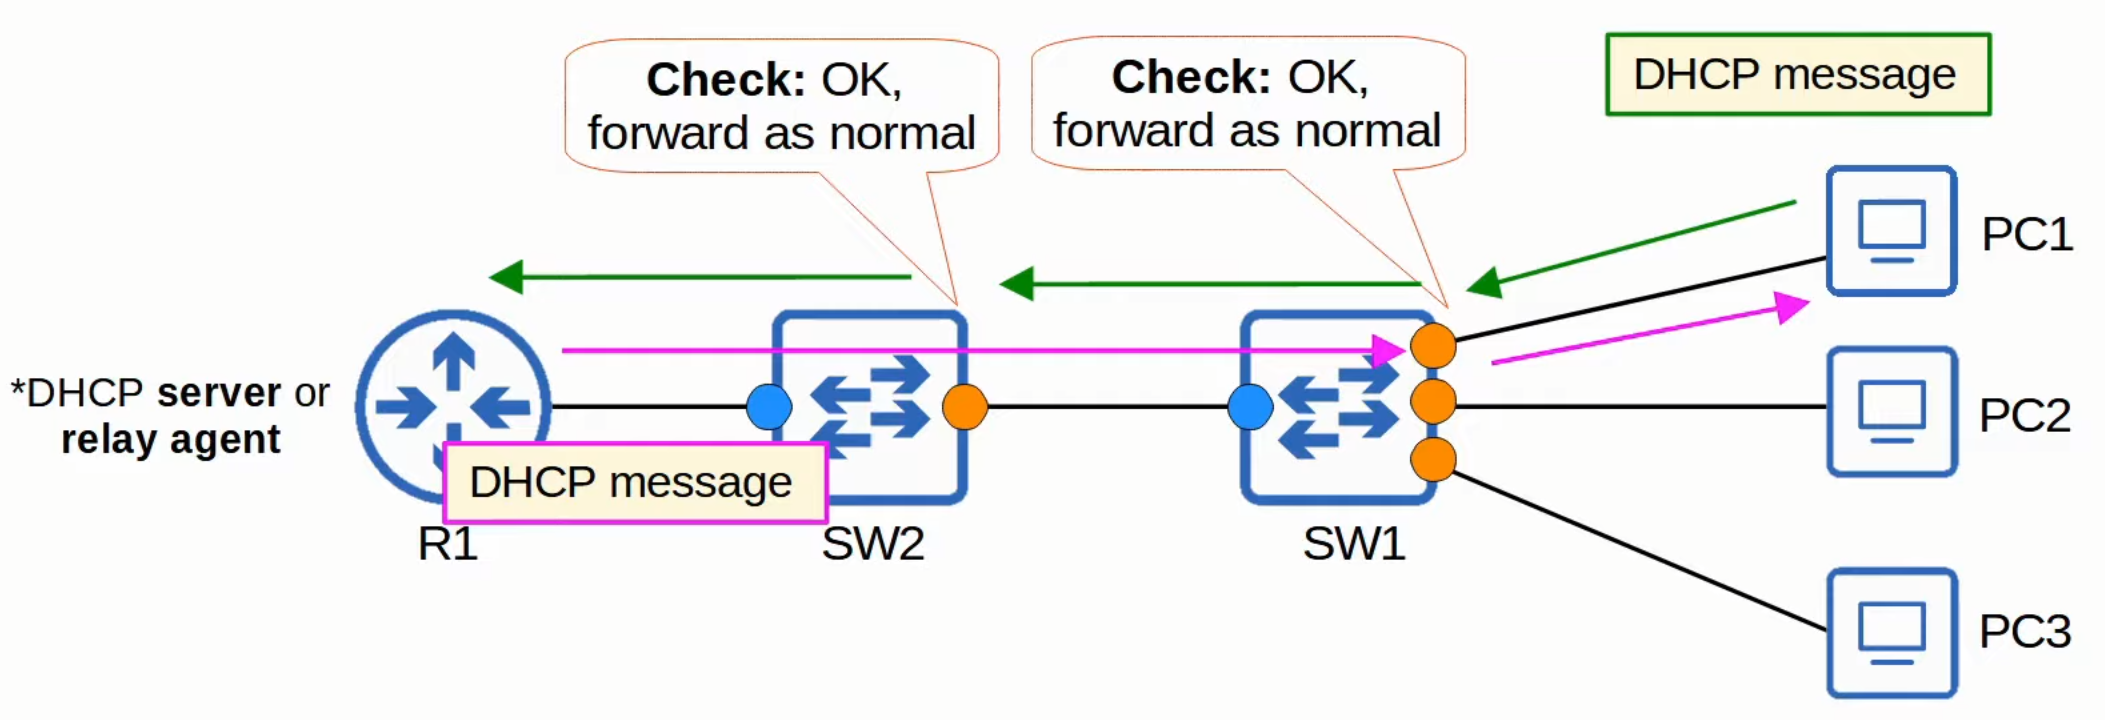 Check: OK,
forward as normal
Check: OK,
forward as normal
DHCP message
PC1
*DHCP server or
relay agent
PC2
DHCP message
R1
SW2
SW1
PC3